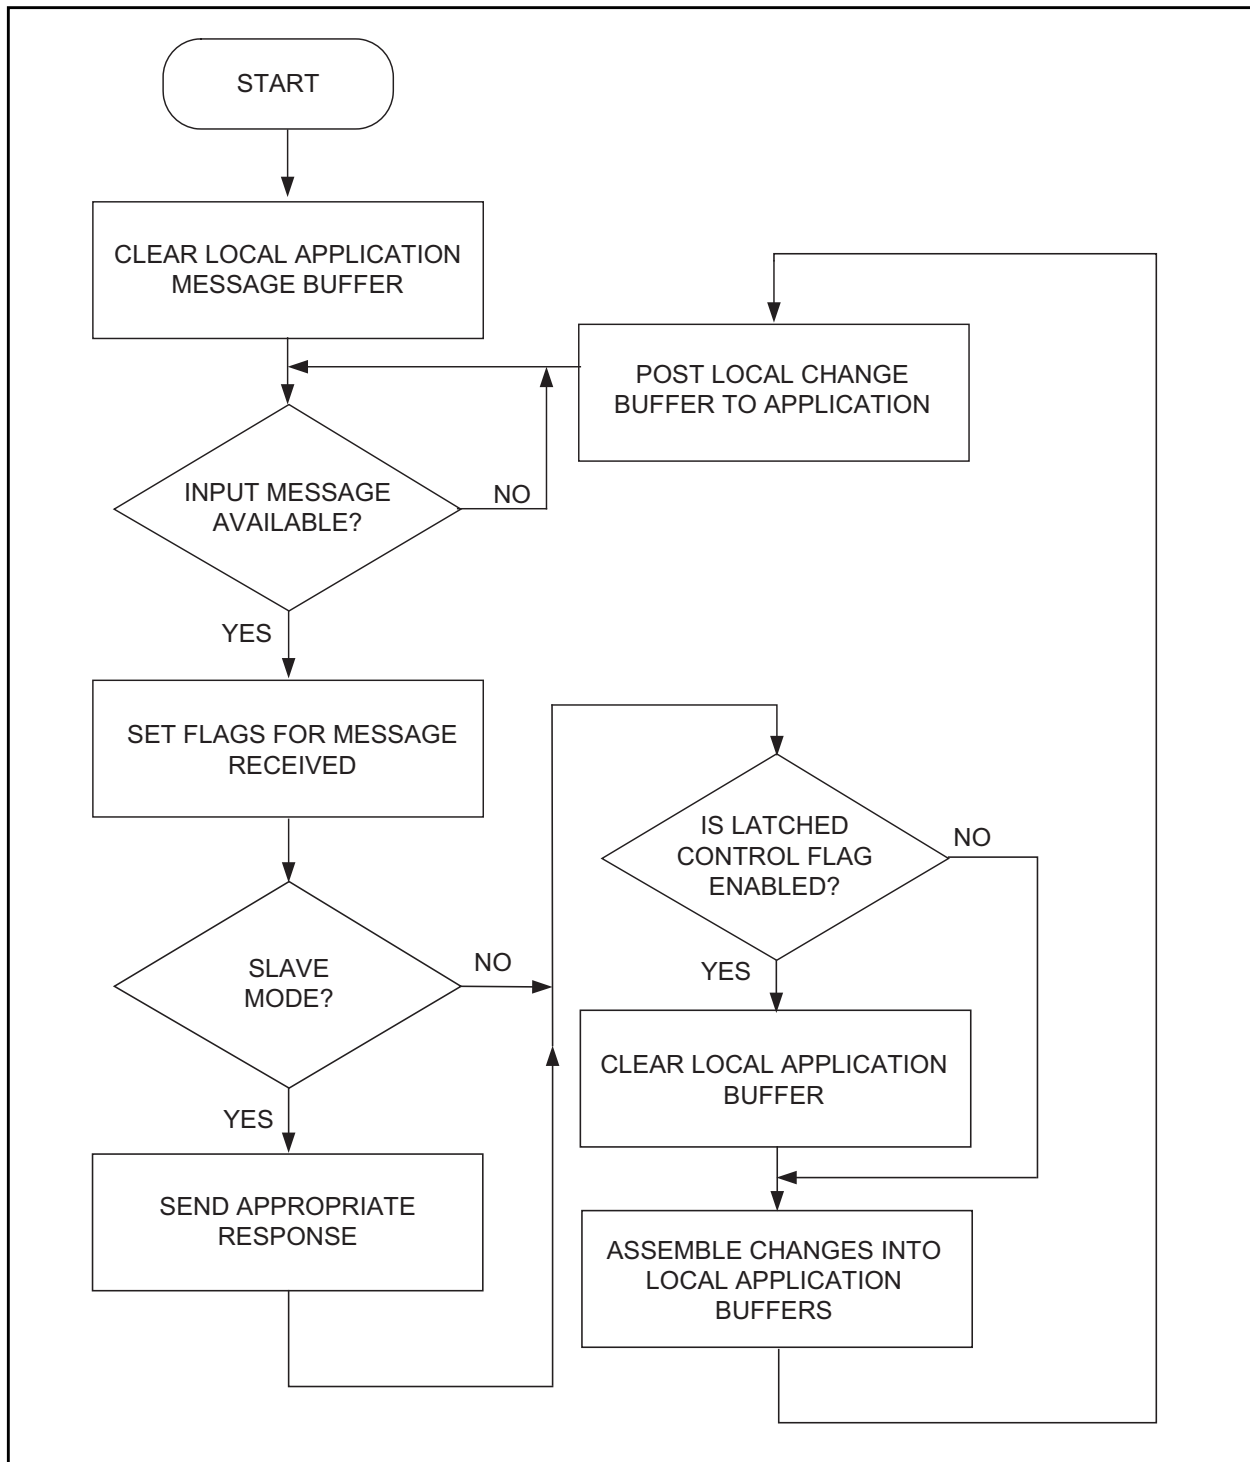 START
CLEAR LOCAL APPLICATION
MESSAGE BUFFER
POST LOCAL CHANGE
BUFFER TO APPLICATION
INPUT MESSAGE
AVAILABLE?
NO
YES
SET FLAGS FOR MESSAGE
RECEIVED
SLAVE
MODE?
NO
YES
SEND APPROPRIATE
RESPONSE
IS LATCHED
CONTROL FLAG
ENABLED?
NO
YES
CLEAR LOCAL APPLICATION
BUFFER
ASSEMBLE CHANGES INTO
LOCAL APPLICATION
BUFFERS